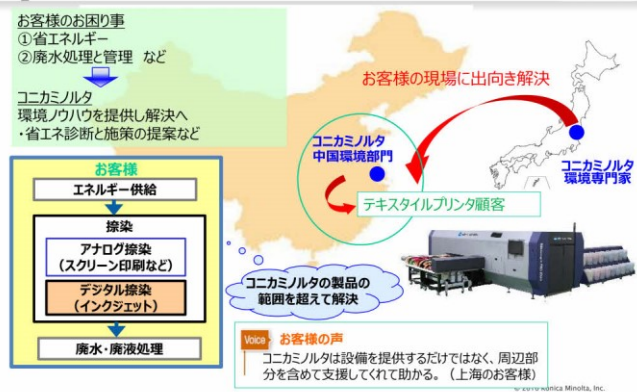 お客様のお困り事
①省エネルギー
②廃水処理と管理 など
コニカミノルタ
環境ノウハウを提供し解決へ
・省エネ診断と施策の提案など
お客様の現場に出向き解決
コニカミノルタ
中国環境部門
コニカミノルタ
環境専門家
テキスタイルプリンタ顧客
お客様
エネルギー供給
捺染
アナログ捺染
(スクリーン印刷など)
デジタル捺染
(インクジェット)
廃水・廃液処理
コニカミノルタの製品の
範囲を超えて解決
Voice お客様の声
コニカミノルタは設備を提供するだけではなく、周辺部
分を含めて支援してくれて助かる。(上海のお客様)
Konica Minolta, Inc.